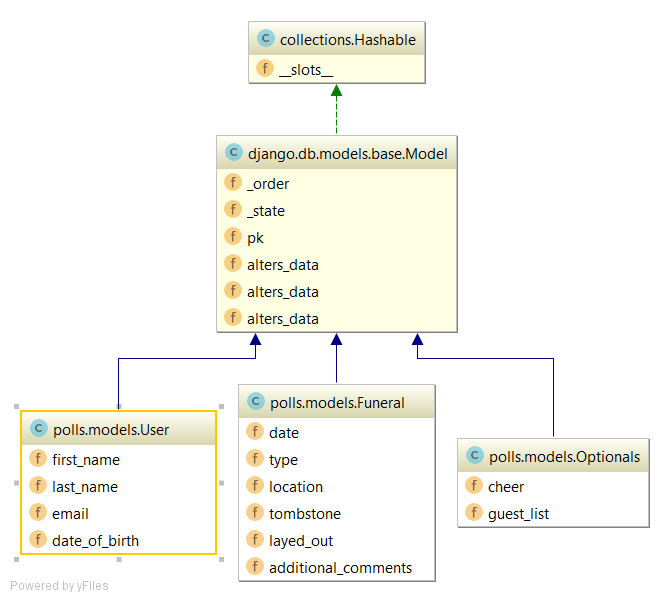 C collections.Hashable
f __slots__
C django.db.models.base.Model
f _order
f _state
f pk
f alters_data
f alters_data
f alters_data
C polls.models.User
f first_name
f last_name
f email
f date_of_birth
C polls.models.Funeral
f date
f type
f location
f tombstone
f layed_out
f additional_comments
C polls.models.Optionals
f cheer
f guest_list
Powered by yFiles